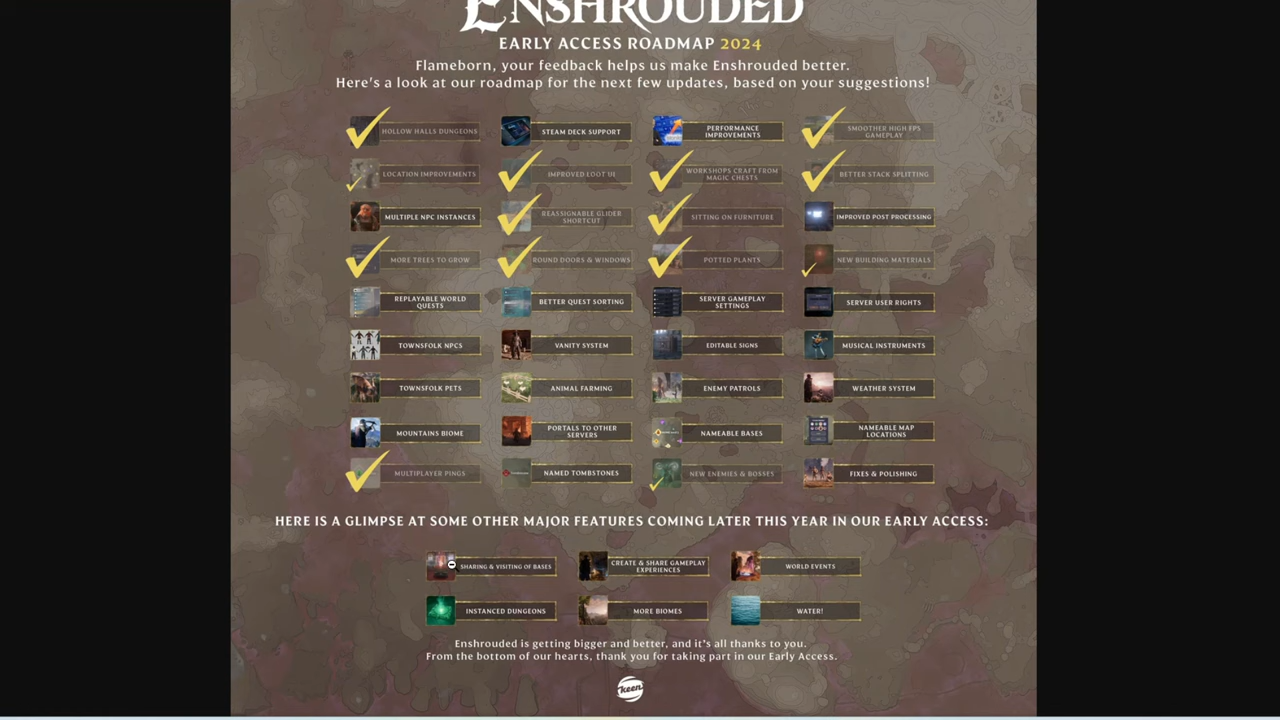 ENSHROUDED
EARLY ACCESS ROADMAP 2024
Flameborn, your feedback helps us make Enshrouded better.
Here's a look at our roadmap for the next few updates, based on your suggestions!
HOLLOW HALLS DUNGEONS
STEAM DECK SUPPORT
PERFORMANCE
IMPROVEMENTS
SMOOTHER HIGH FPS
GAMEPLAY
LOCATION IMPROVEMENTS
IMPROVED LOOT UI
WORKSHOPS CRAFT FROM
MAGIC CHESTS
BETTER STACK SPLITTING
MULTIPLE NPC INSTANCES
REASSIGNABLE GLIDER
SHORTCUT
SITTING ON FURNITURE
IMPROVED POST PROCESSING
MORE TREES TO GROW
ROUND DOORS & WINDOWS
POTTED PLANTS
NEW BUILDING MATERIALS
REPLAYABLE WORLD
QUESTS
BETTER QUEST SORTING
SERVER GAMEPLAY
SETTINGS
SERVER USER RIGHTS
TOWNSFOLK NPCS
VANITY SYSTEM
EDITABLE SIGNS
MUSICAL INSTRUMENTS
TOWNSFOLK PETS
ANIMAL FARMING
ENEMY PATROLS
WEATHER SYSTEM
MOUNTAINS BIOME
PORTALS TO OTHER
SERVERS
NAMEABLE BASES
NAMEABLE MAP
LOCATIONS
MULTIPLAYER PINGS
NAMED TOMBSTONES
NEW ENEMIES & BOSSES
FIXES & POLISHING
HERE IS A GLIMPSE AT SOME OTHER MAJOR FEATURES COMING LATER THIS YEAR IN OUR EARLY ACCESS:
SHARING & VISITING OF BASES
CREATE & SHARE GAMEPLAY
EXPERIENCES
WORLD EVENTS
INSTANCED DUNGEONS
MORE BIOMES
WATER!
Enshrouded is getting bigger and better, and it's all thanks to you.
From the bottom of our hearts, thank you for taking part in our Early Access.
keen